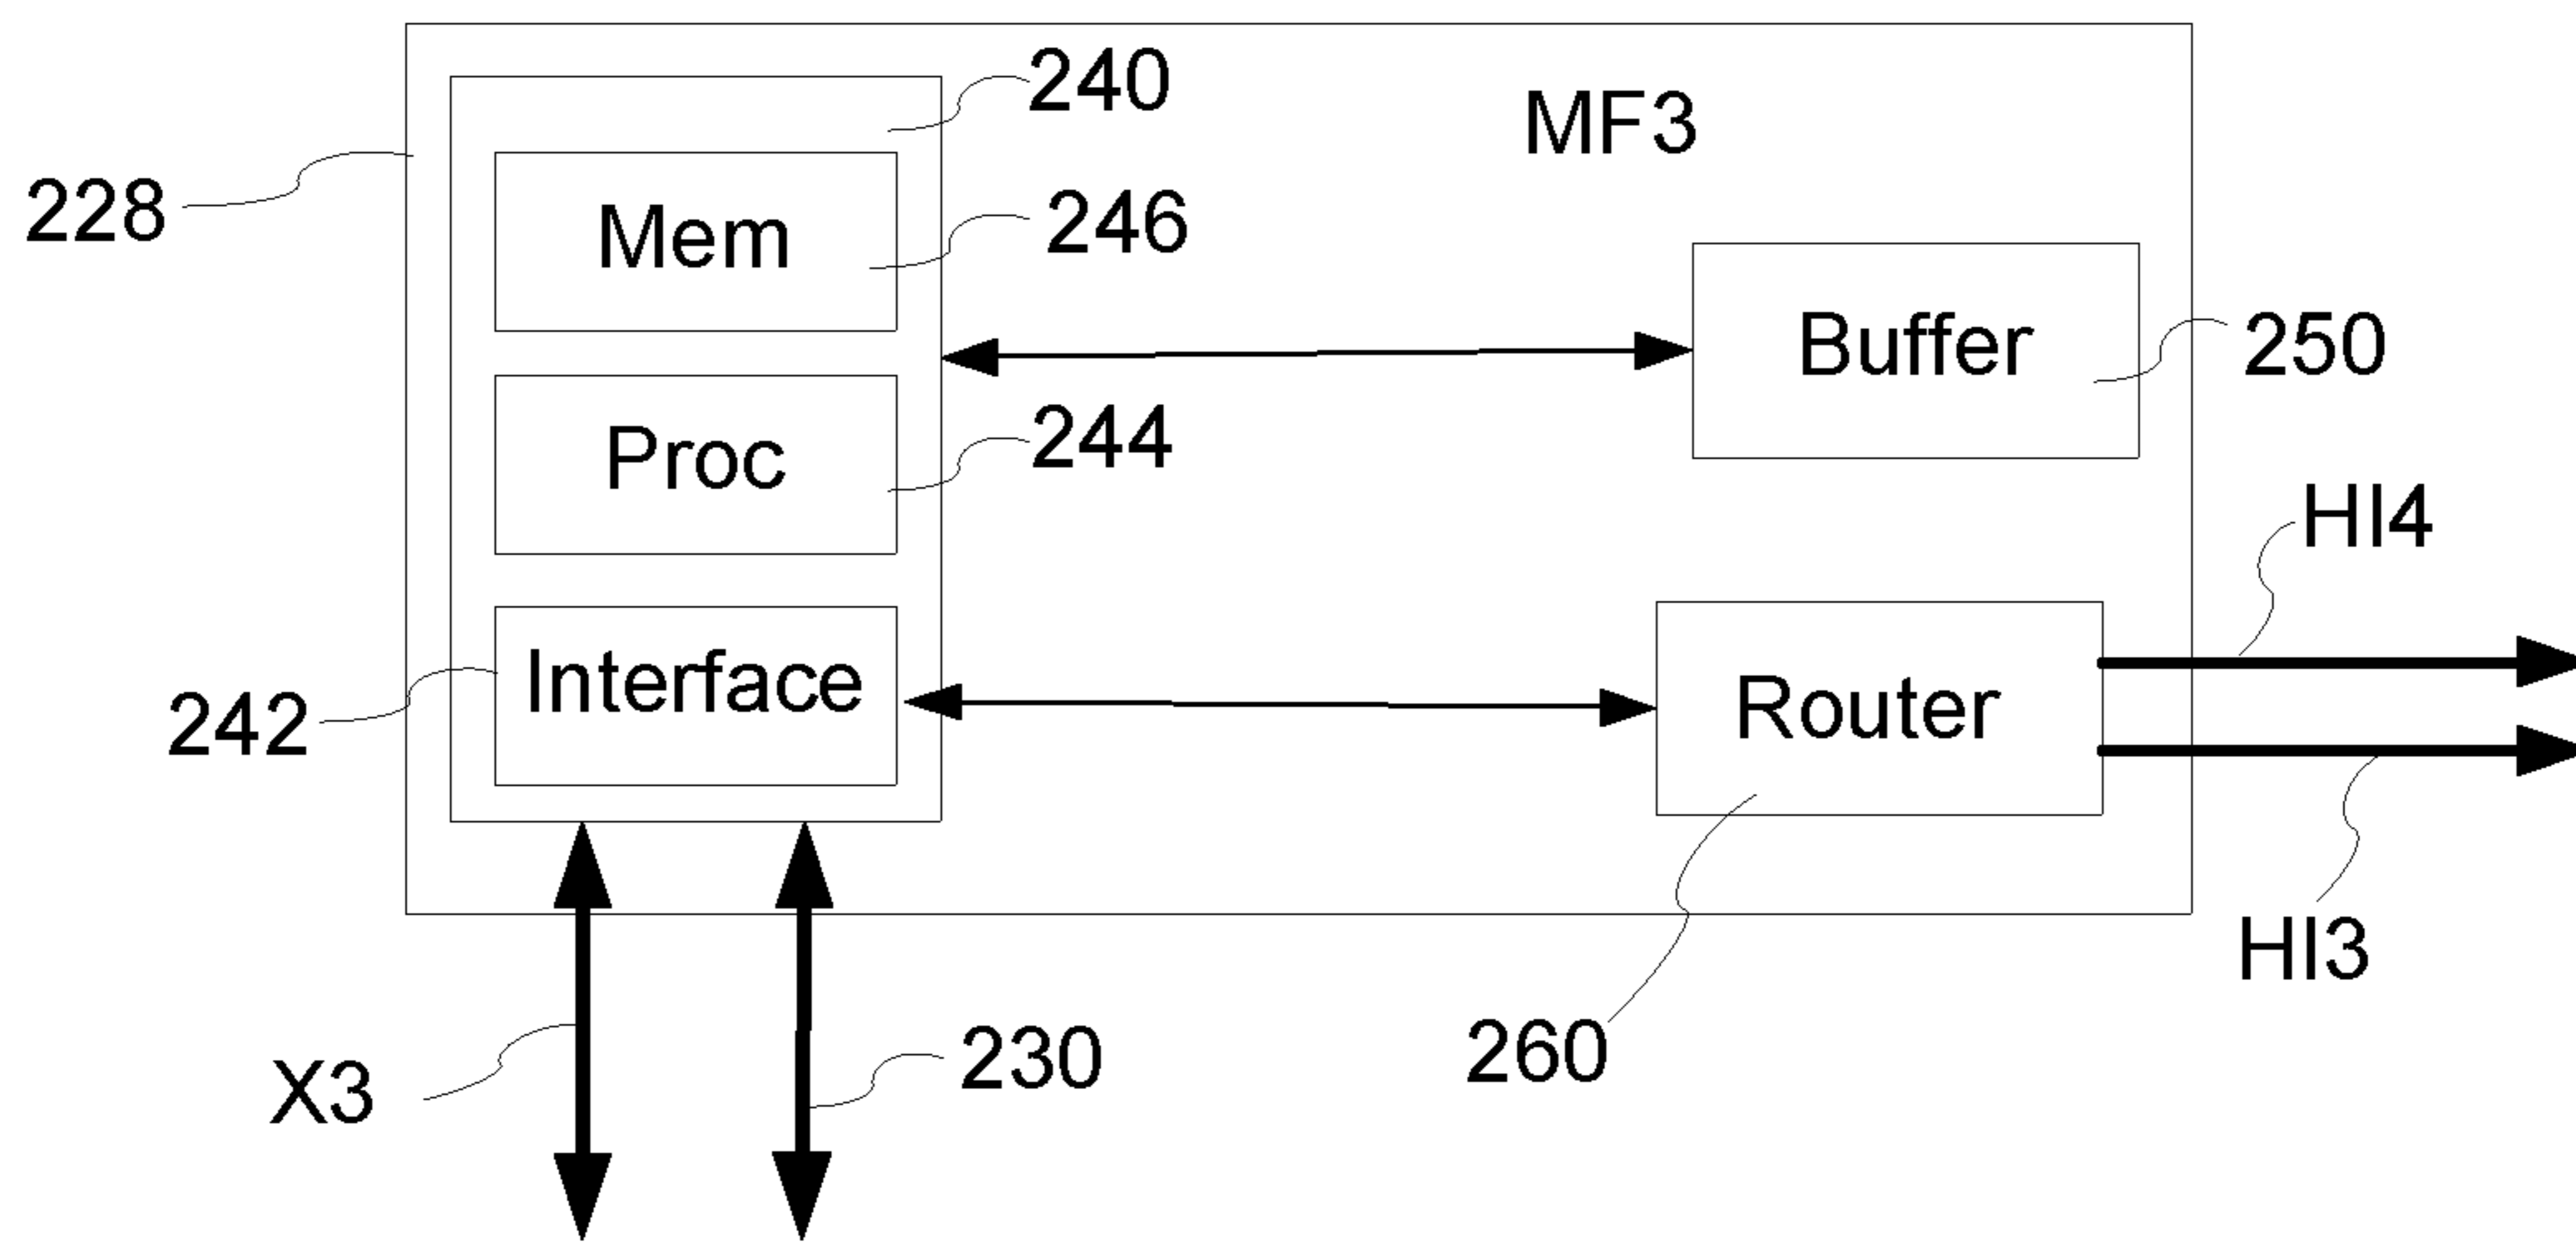 240
MF3
228
Mem
246
Buffer
250
Proc
244
HI4
Interface
242
Router
HI3
X3
230
260